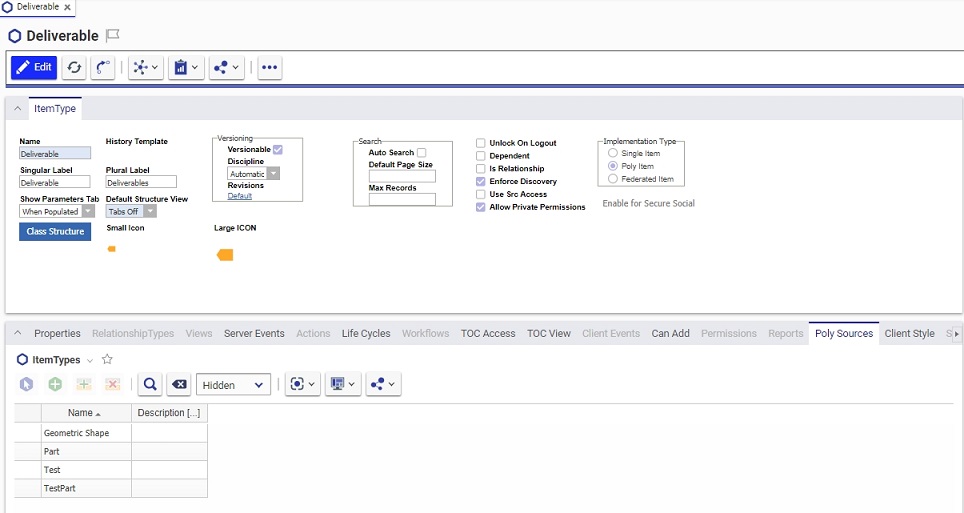 Deliverable
Deliverable
Edit
ItemType
Name
History Template
Versioning
Versionable
Search
Auto Search
Unlock On Logout
Implementation Type
Deliverable
Discipline
Default Page Size
Dependent
Single Item
Singular Label
Plural Label
Automatic
Is Relationship
Poly Item
Deliverable
Deliverables
Revisions
Max Records
Enforce Discovery
Federated Item
Show Parameters Tab
Default Structure View
Default
Use Src Access
When Populated
Tabs Off
Allow Private Permissions
Enable for Secure Social
Class Structure
Small Icon
Large ICON
Properties RelationshipTypes Views Server Events Actions Life Cycles Workflows TOC Access TOC View Client Events Can Add Permissions Reports Poly Sources Client Style S
ItemTypes
Hidden
Name Description [...]
Geometric Shape
Part
Test
TestPart